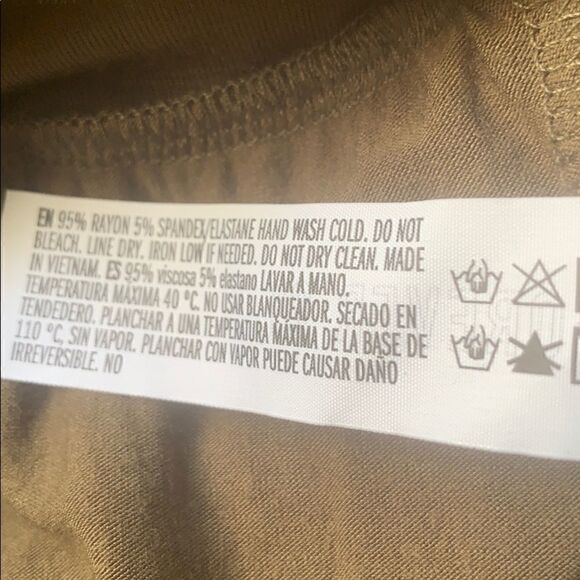 EN 95% RAYON 5% SPANDEX/ELASTANE HAND WASH COLD. DO NOT
BLEACH. LINE DRY. IRON LOW IF NEEDED. DO NOT DRY CLEAN. MADE
IN VIETNAM. ES 95% viscosa 5% elastano LAVAR A MANO.
TEMPERATURA MÁXIMA 40 °C. NO USAR BLANQUEADOR. SECADO EN
TENDEDERO. PLANCHAR A UNA TEMPERATURA MÁXIMA DE LA BASE DE
110 °C, SIN VAPOR. PLANCHAR CON VAPOR PUEDE CAUSAR DAÑO
IRREVERSIBLE. NO